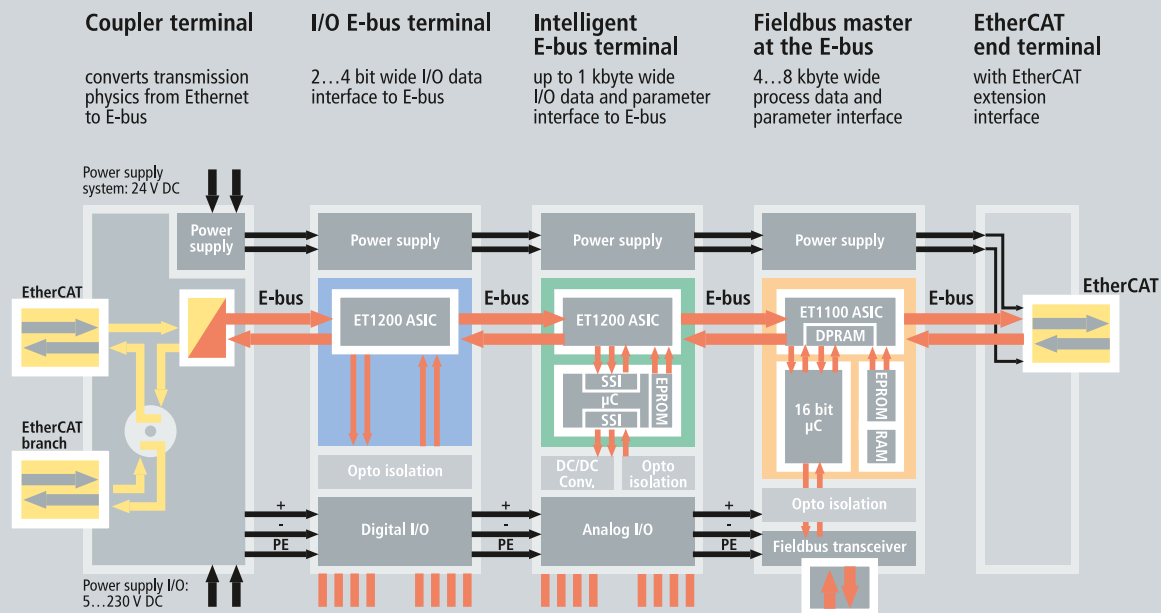 Coupler terminal
converts transmission
physics from Ethernet
to E-bus
I/O E-bus terminal
2…4 bit wide I/O data
interface to E-bus
Intelligent
E-bus terminal
up to 1 kbyte wide
I/O data and parameter
interface to E-bus
Fieldbus master
at the E-bus
4…8 kbyte wide
process data and
parameter interface
EtherCAT
end terminal
with EtherCAT
extension
interface
Power supply
system: 24 V DC
Power
supply
Power supply
Power supply
Power supply
EtherCAT
E-bus
E-bus
E-bus
E-bus
EtherCAT
ET1200 ASIC
ET1200 ASIC
ET1100 ASIC
DPRAM
SSI
µC
SSI
EPROM
16 bit
µC
EPROM
RAM
EtherCAT
branch
Opto isolation
DC/DC
Conv.
Opto
isolation
Opto isolation
+
-
PE
Digital I/O
+
-
PE
Analog I/O
+
-
PE
Fieldbus transceiver
Power supply I/O:
5…230 V DC